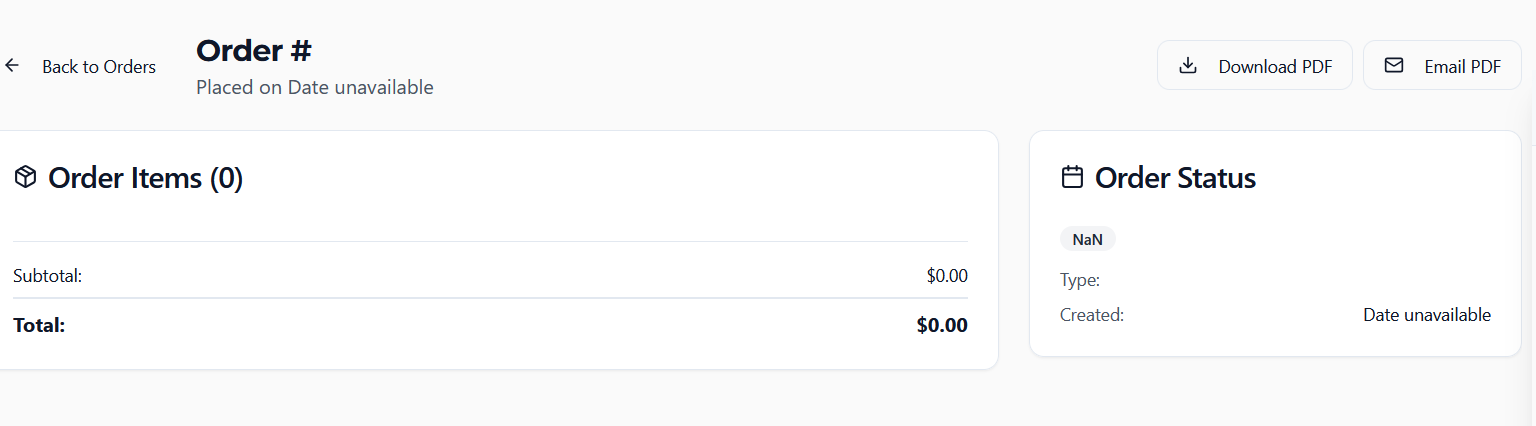 Back to Orders
Order #
Placed on Date unavailable
Download PDF
Email PDF
Order Items (0)
Subtotal: $0.00
Total: $0.00
Order Status
NaN
Type:
Created: Date unavailable